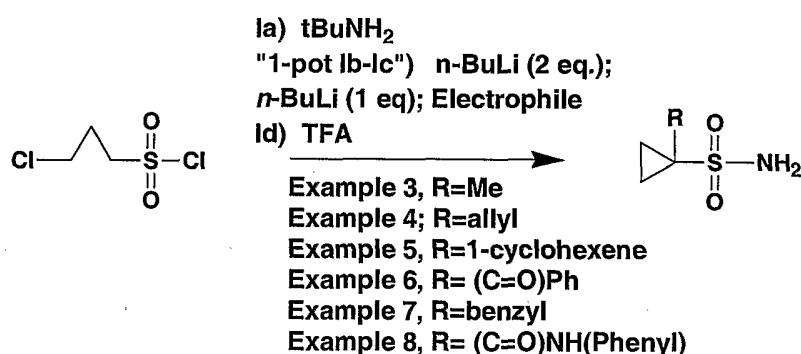 Ia) tBuNH2
"1-pot Ib-Ic") n-BuLi (2 eq.);
n-BuLi (1 eq); Electrophile
Id) TFA
Cl S Cl
O
O
R
S NH2
O
O
Example 3, R=Me
Example 4; R=allyl
Example 5, R=1-cyclohexene
Example 6, R= (C=O)Ph
Example 7, R=benzyl
Example 8, R= (C=O)NH(Phenyl)